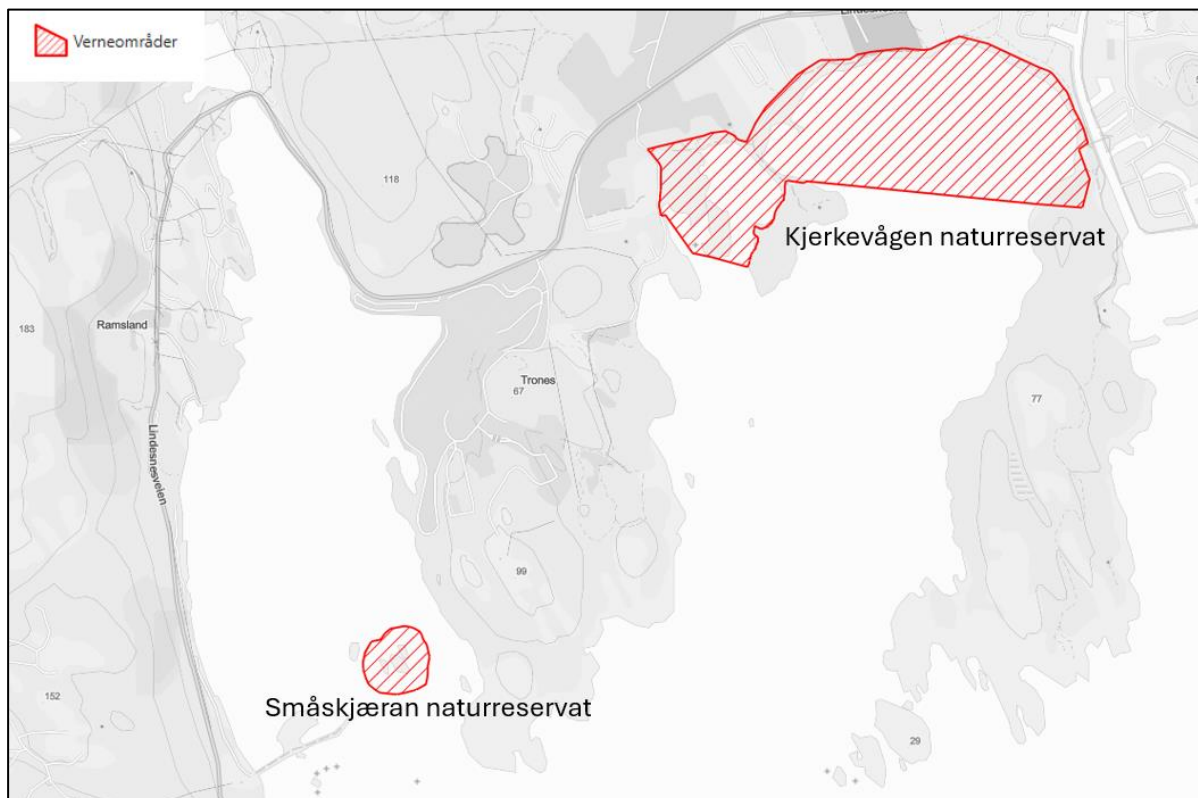 Verneområder
118
Kjerkevågen naturreservat
183
Ramsland
Trones
67
77
Lindesnesveien
99
Småskjæran naturreservat
152
29